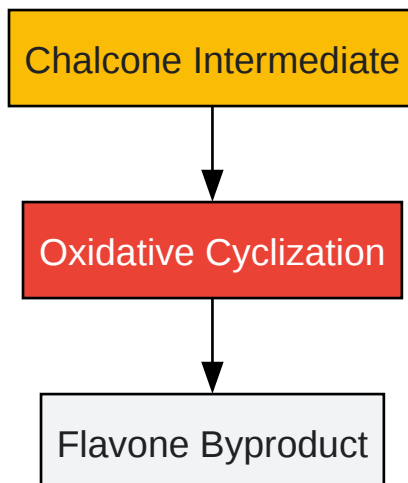 Chalcone Intermediate
Oxidative Cyclization
Flavone Byproduct